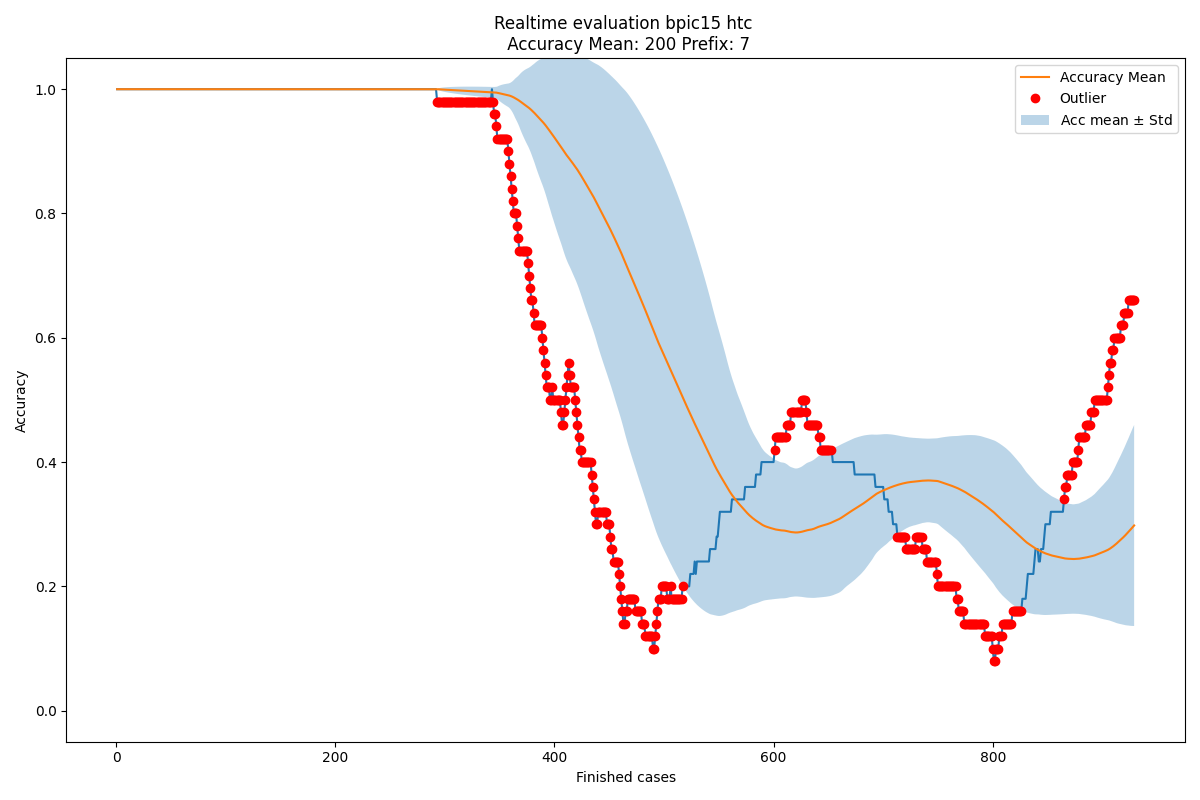 Realtime evaluation bpic15 htc
Accuracy Mean: 200 Prefix: 7
Accuracy Mean
Outlier
Acc mean ± Std
1.0
0.8
0.6
0.4
0.2
0.0
Accuracy
0
200
400
600
800
Finished cases